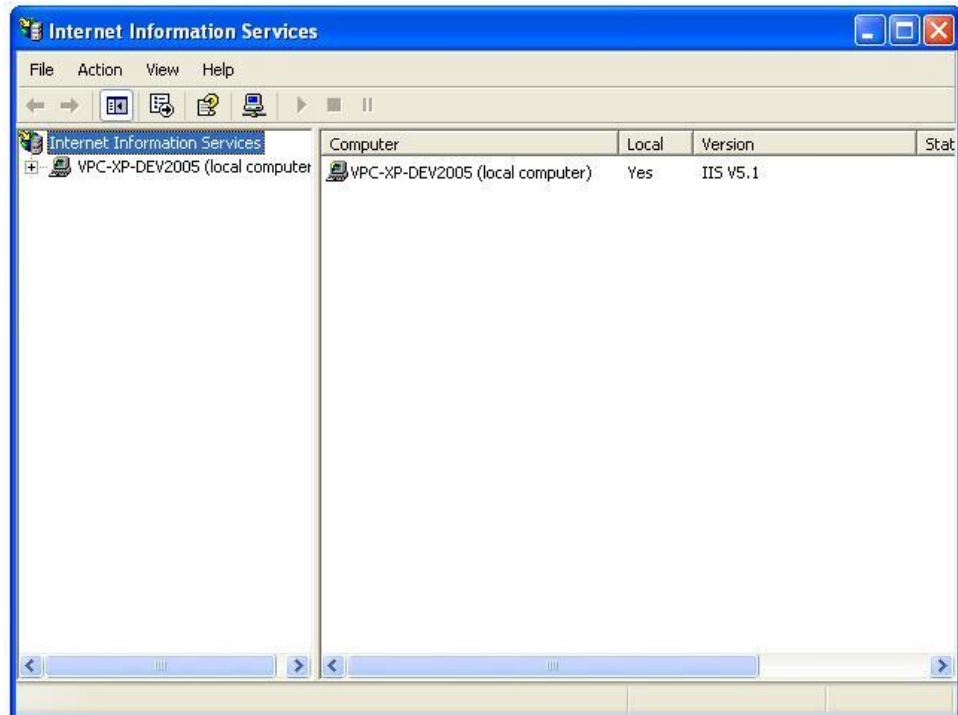 Internet Information Services
File Action View Help
Internet Information Services
VPC-XP-DEV2005 (local computer
Computer Local Version Stat
VPC-XP-DEV2005 (local computer) Yes IIS V5.1